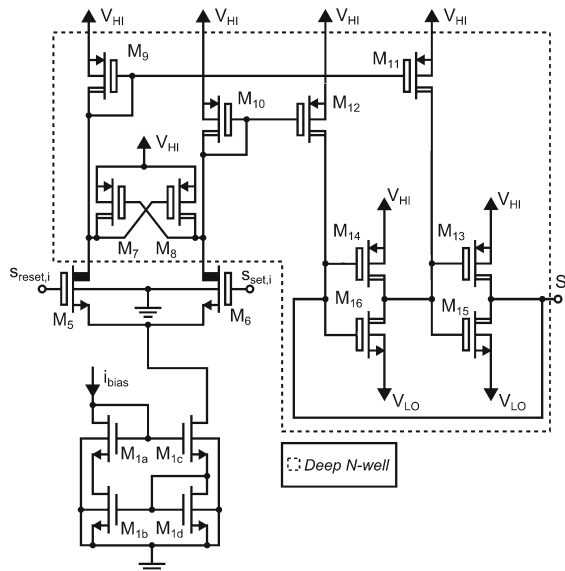 V_HI V_HI V_HI V_HI
M_9 M_11
M_10 M_12
V_HI
M_7 M_8
V_HI V_HI
M_14 M_13
s_reset,i s_set,i
M_5 M_6
M_16 M_15
S
i_bias
V_LO V_LO
M_1a M_1c
M_1b M_1d
Deep N-well